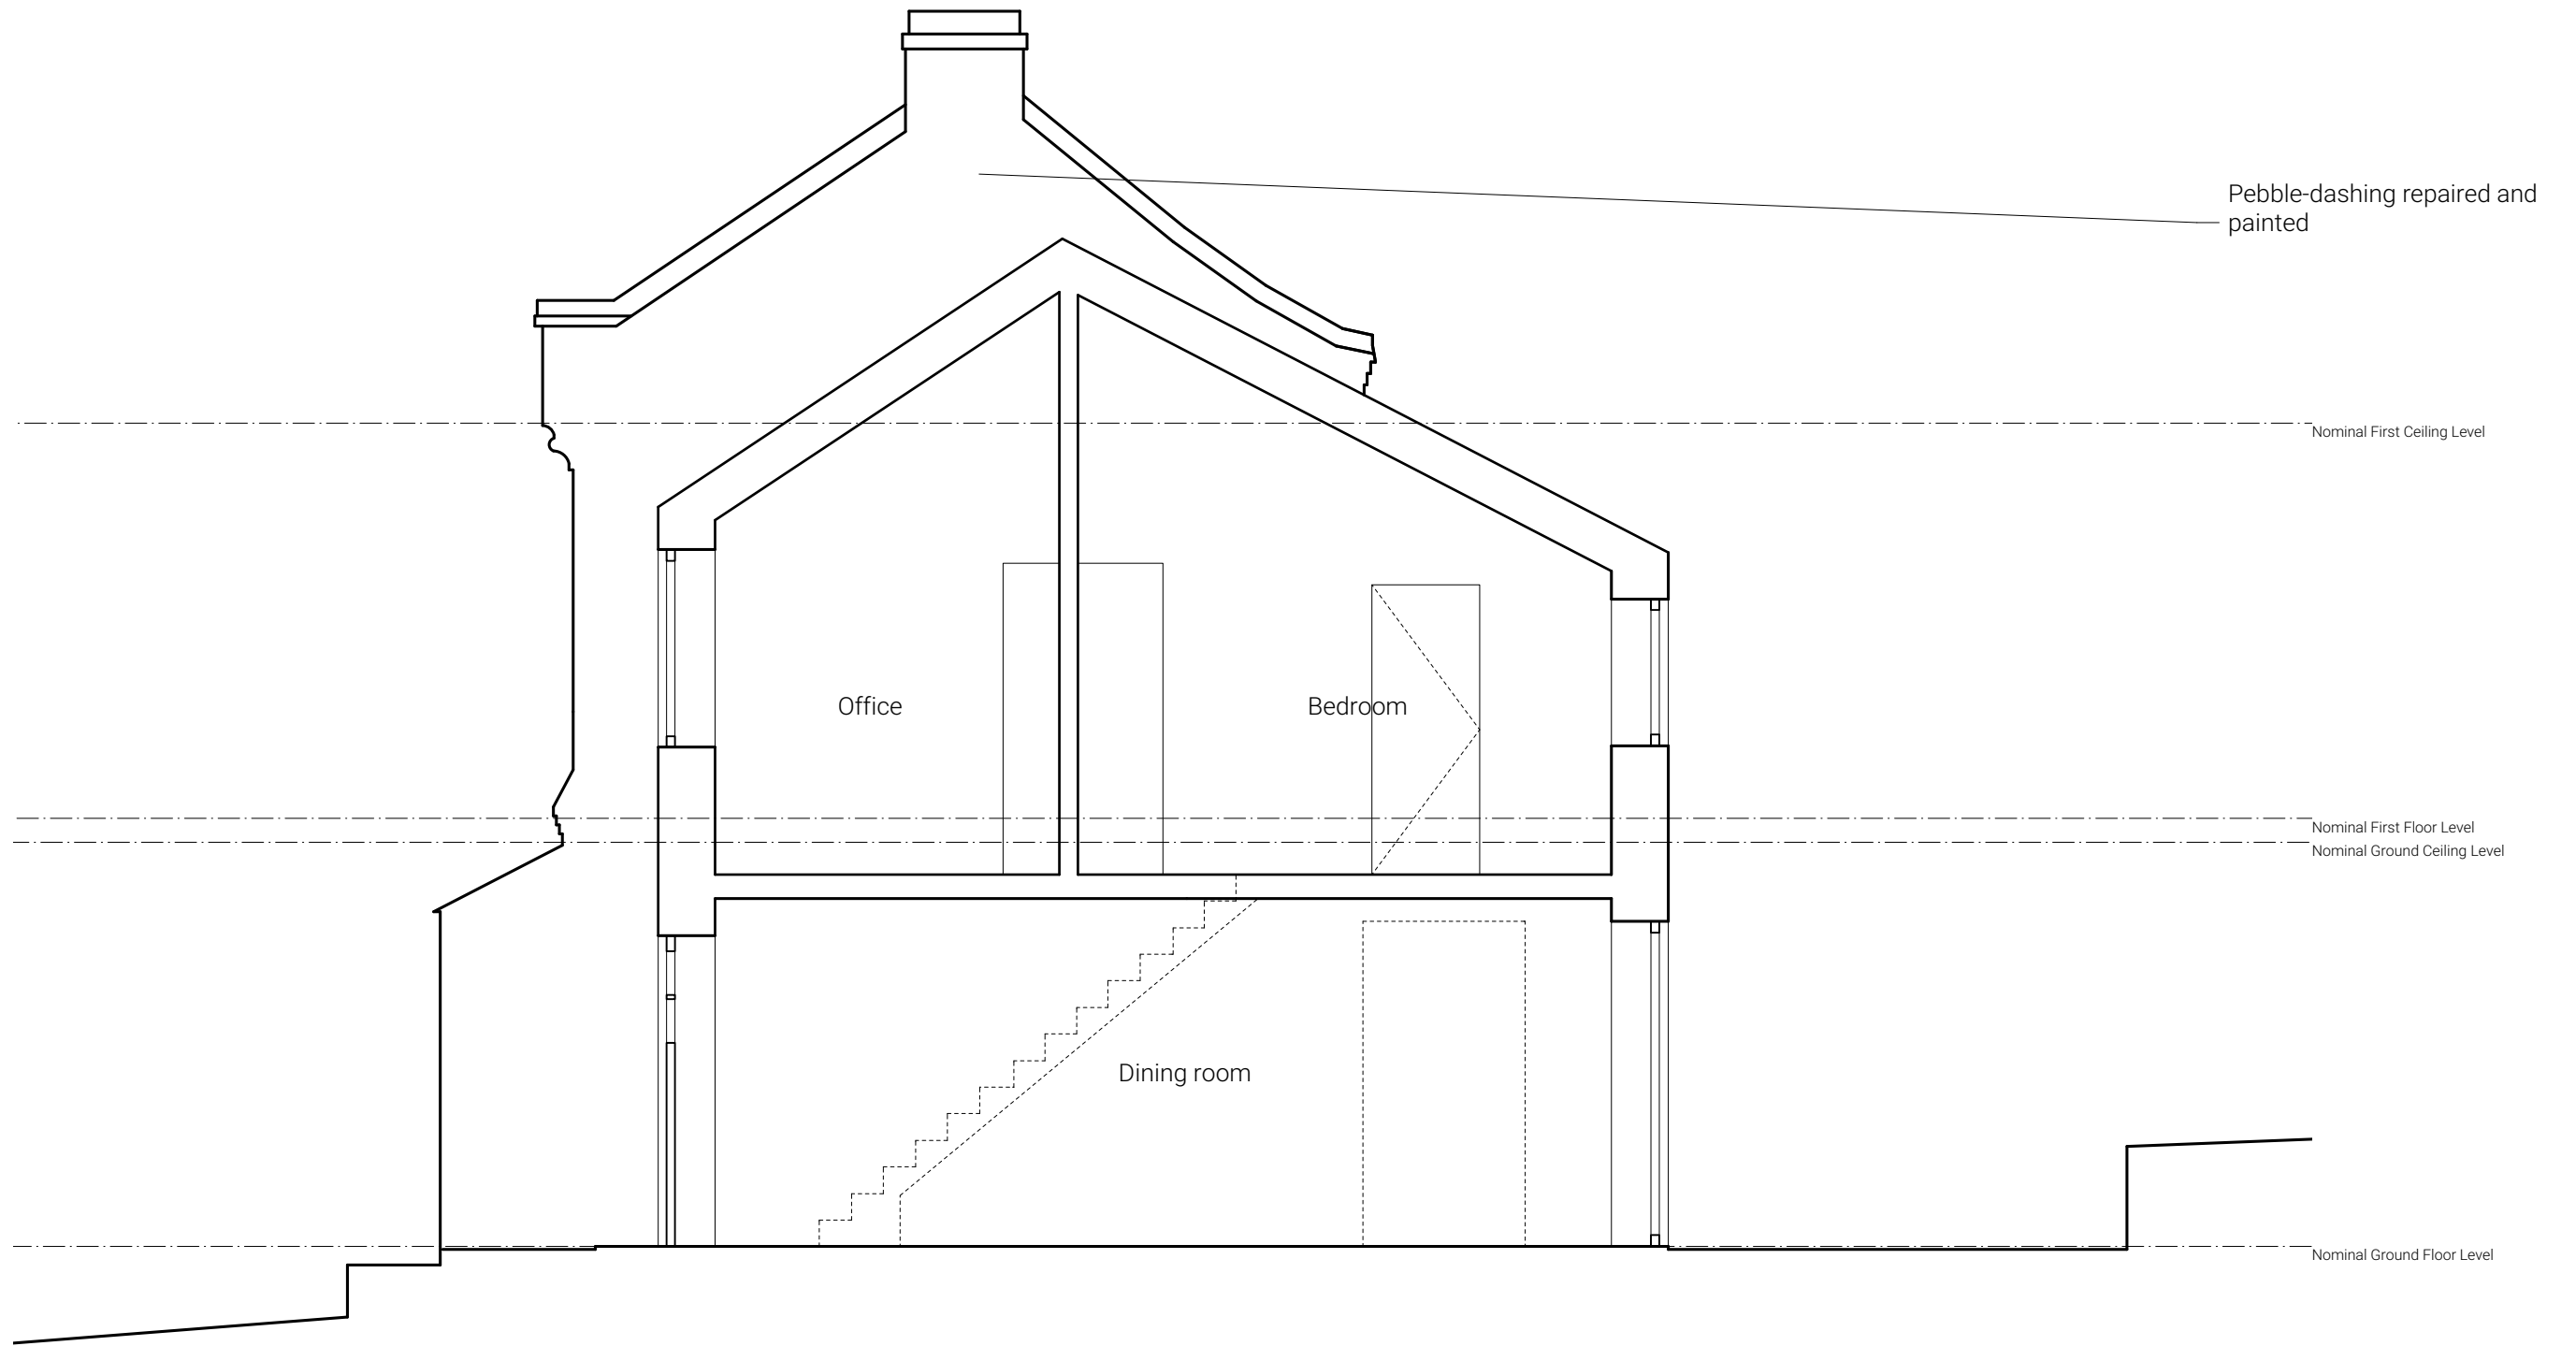 Pebble-dashing repaired and
painted
Nominal First Ceiling Level
Office
Bedroom
Nominal First Floor Level
Nominal Ground Ceiling Level
Dining room
Nominal Ground Floor Level